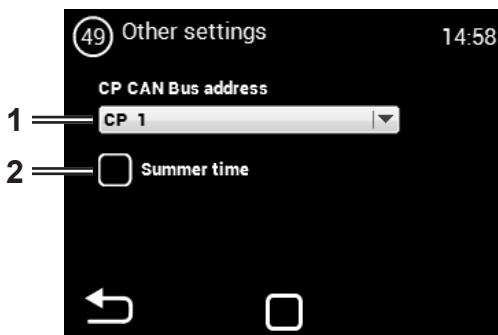 49 Other settings 14:58
CP CAN Bus address
1 CP 1
2 Summer time